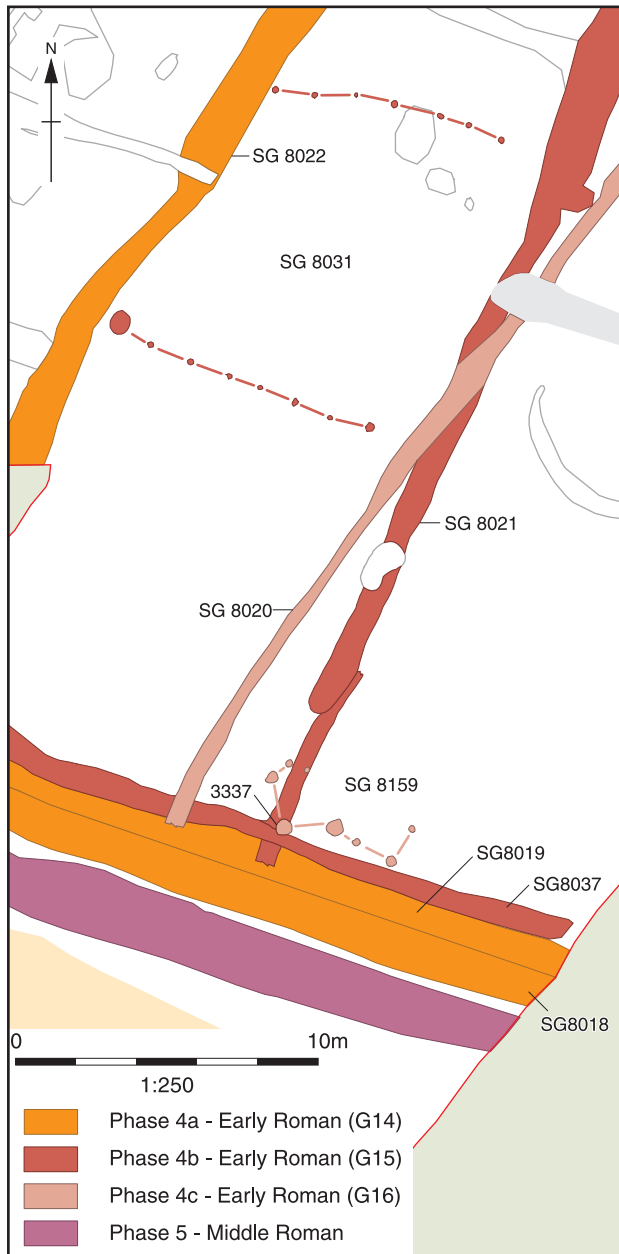 N
SG 8022
SG 8031
SG 8021
SG 8020
3337
SG 8159
SG8019
SG8037
SG8018
0 10m
1:250
Phase 4a - Early Roman (G14)
Phase 4b - Early Roman (G15)
Phase 4c - Early Roman (G16)
Phase 5 - Middle Roman